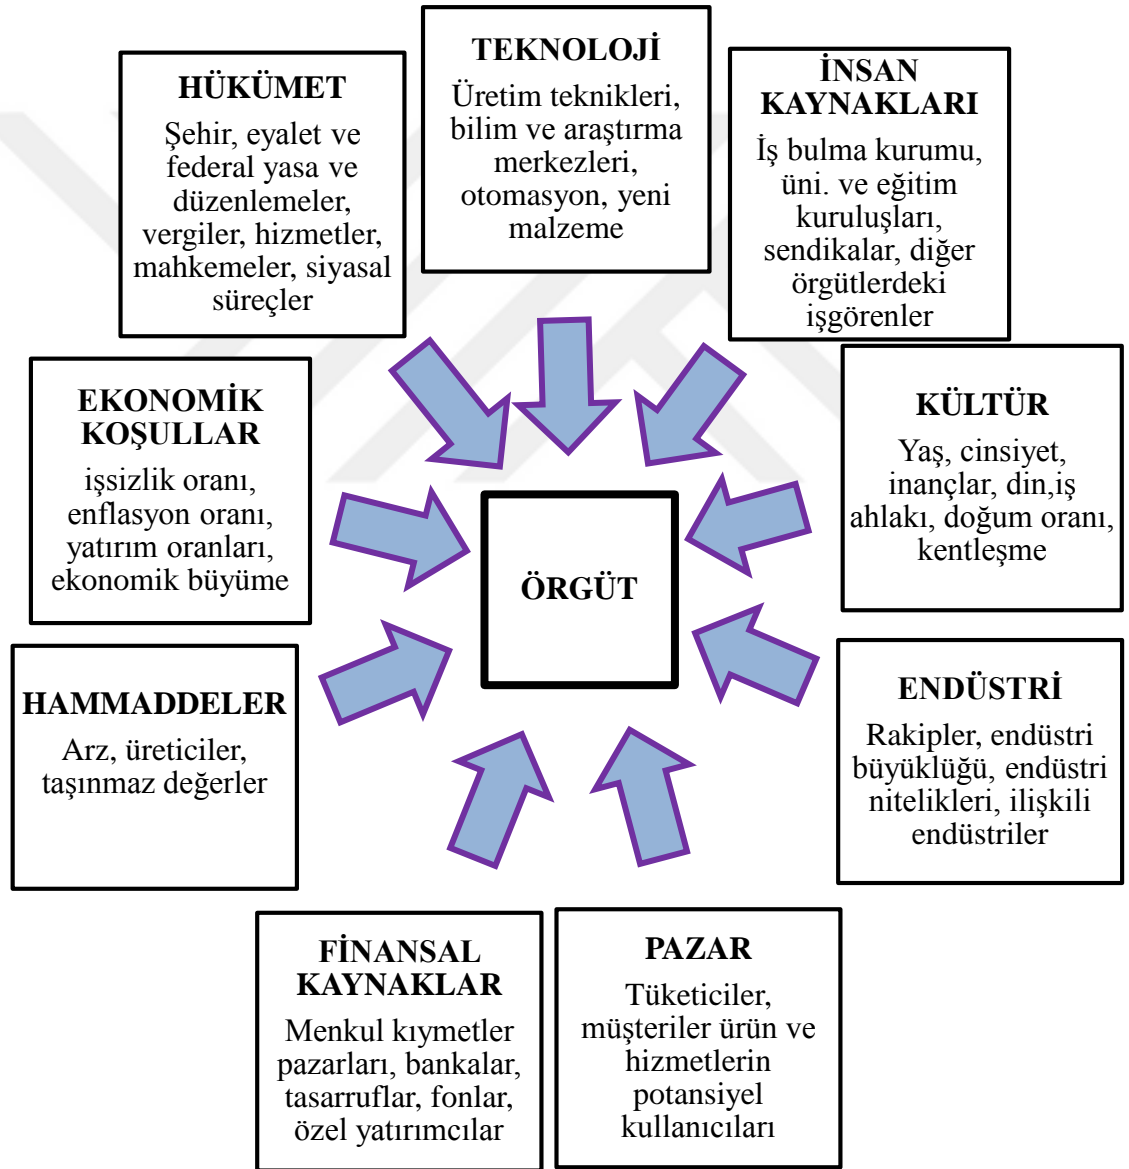 TEKNOLOJİ
Üretim teknikleri,
bilim ve araştırma
merkezleri,
otomasyon, yeni
malzeme
HÜKÜMET
Şehir, eyalet ve
federal yasa ve
düzenlemeler,
vergiler, hizmetler,
mahkemeler, siyasal
süreçler
İNSAN
KAYNAKLARI
İş bulma kurumu,
üni. ve eğitim
kuruluşları,
sendikalar, diğer
örgütlerdeki
işgörenler
EKONOMİK
KOŞULLAR
işsizlik oranı,
enflasyon oranı,
yatırım oranları,
ekonomik büyüme
KÜLTÜR
Yaş, cinsiyet,
inançlar, din,iş
ahlakı, doğum oranı,
kentleşme
ÖRGÜT
HAMMADDELER
Arz, üreticiler,
taşınmaz değerler
ENDÜSTRİ
Rakipler, endüstri
büyüklüğü, endüstri
nitelikleri, ilişkili
endüstriler
FİNANSAL
KAYNAKLAR
Menkul kıymetler
pazarları, bankalar,
tasarruflar, fonlar,
özel yatırımcılar
PAZAR
Tüketiciler,
müşteriler ürün ve
hizmetlerin
potansiyel
kullanıcıları